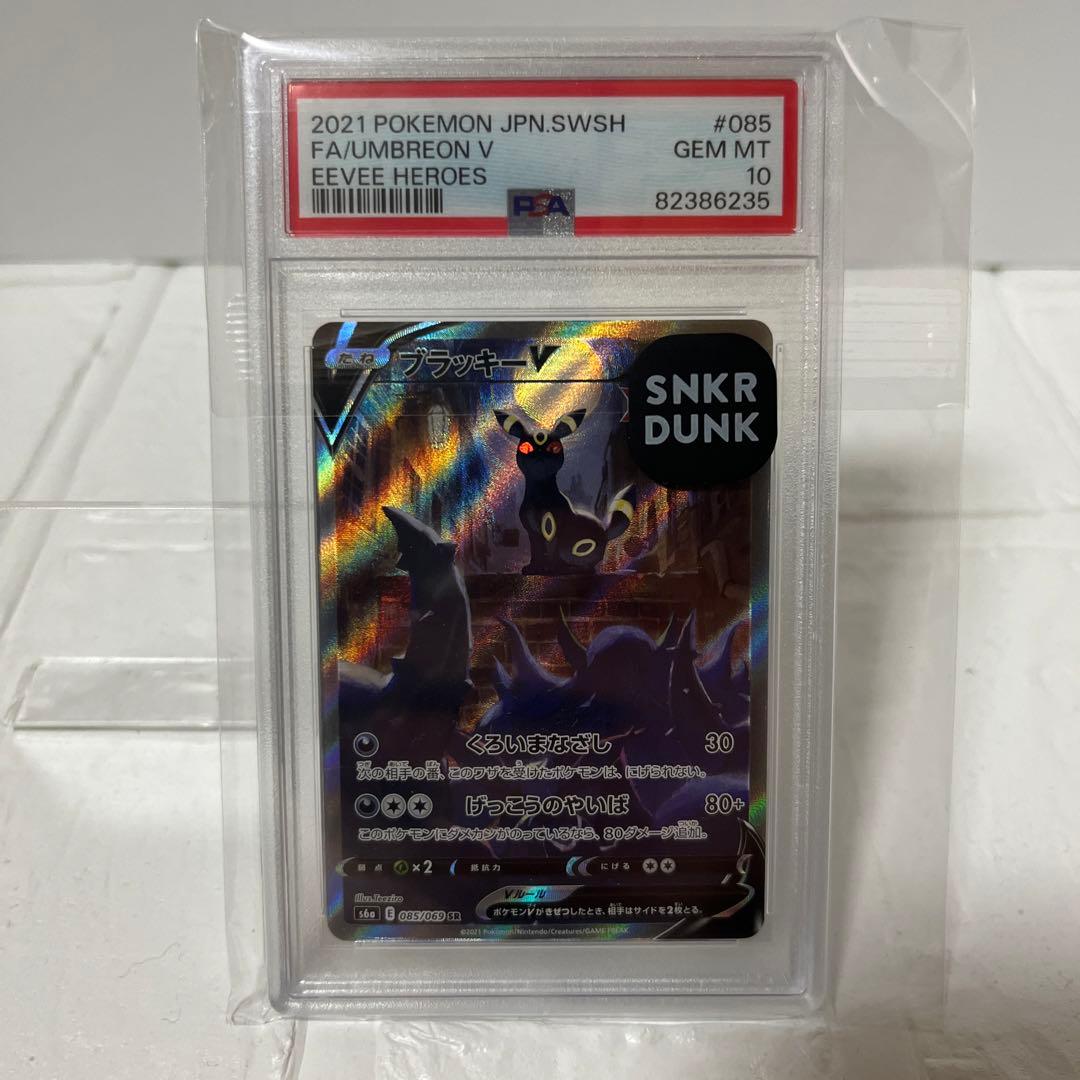 2021 POKEMON JPN.SWSH #085
FA/UMBREON V GEM MT
EEVEE HEROES 10
PSA 82386235
たね ブラッキーV
SNKR
DUNK
くろいまなざし 30
次の相手の番、このワザを受けたポケモンは、にげられない。
げっこうのやいば 80+
このポケモンにダメカンがのっているなら、80ダメージ追加。
弱点 ×2 抵抗力 にげる
Illus. Teeziro
Vルール
s6a E 085/069 SR ポケモンVがきぜつしたとき、相手はサイドを2枚とる。
©2021 Pokémon/Nintendo/Creatures/GAME FREAK